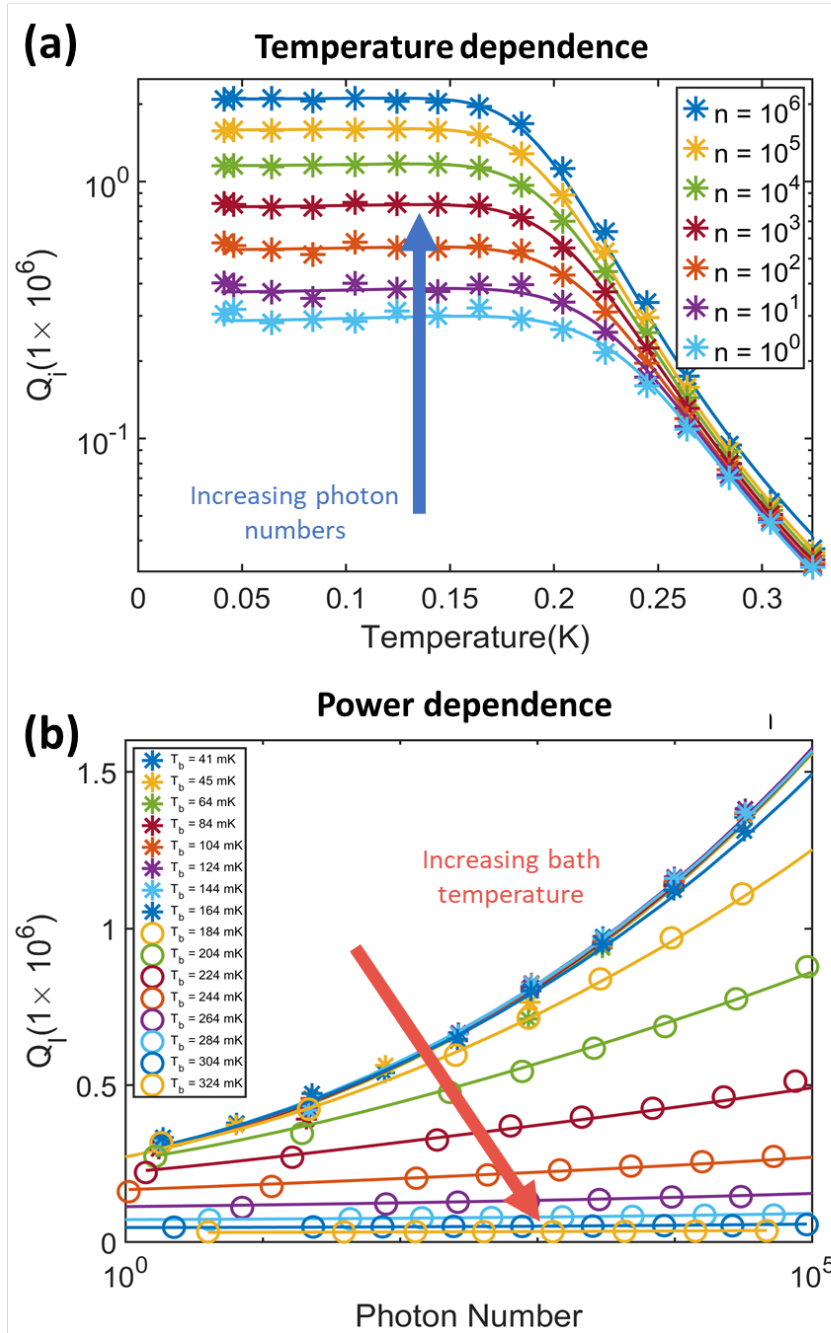 (a)
Temperature dependence
Q_i(1× 10^6)
10^0
10^-1
n = 10^6
n = 10^5
n = 10^4
n = 10^3
n = 10^2
n = 10^1
n = 10^0
Increasing photon
numbers
0 0.05 0.1 0.15 0.2 0.25 0.3
Temperature(K)
(b)
Power dependence
Q_I(1× 10^6)
1.5
1
0.5
0
T_b = 41 mK
T_b = 45 mK
T_b = 64 mK
T_b = 84 mK
T_b = 104 mK
T_b = 124 mK
T_b = 144 mK
T_b = 164 mK
T_b = 184 mK
T_b = 204 mK
T_b = 224 mK
T_b = 244 mK
T_b = 264 mK
T_b = 284 mK
T_b = 304 mK
T_b = 324 mK
Increasing bath
temperature
10^0 10^5
Photon Number